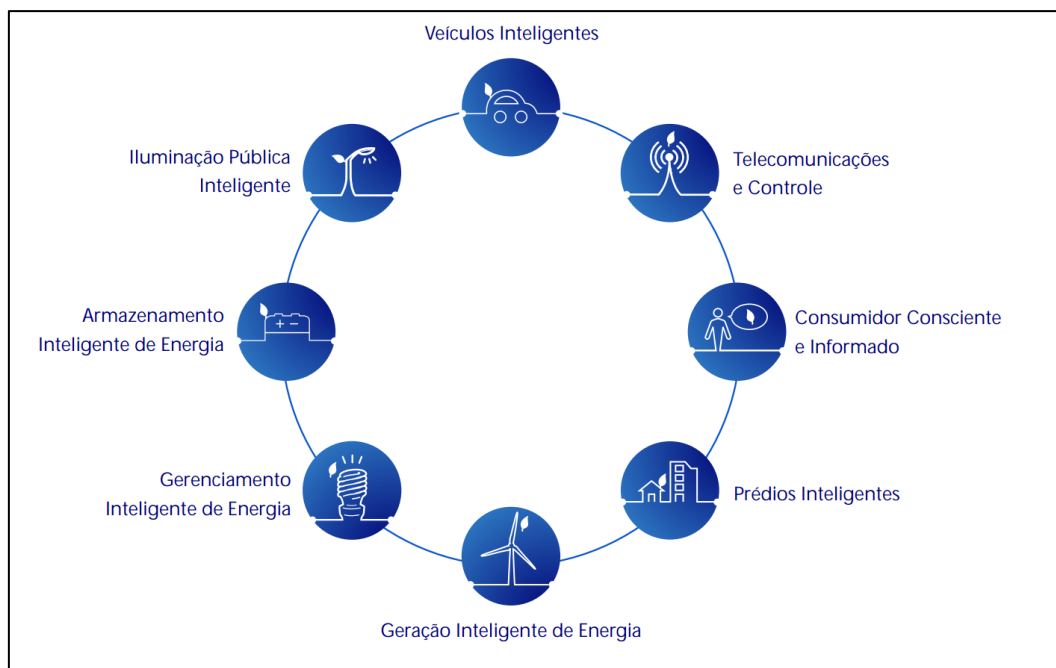 Veículos Inteligentes
Iluminação Pública
Inteligente
Telecomunicações
e Controle
Armazenamento
Inteligente de Energia
Consumidor Consciente
e Informado
Gerenciamento
Inteligente de Energia
Prédios Inteligentes
Geração Inteligente de Energia